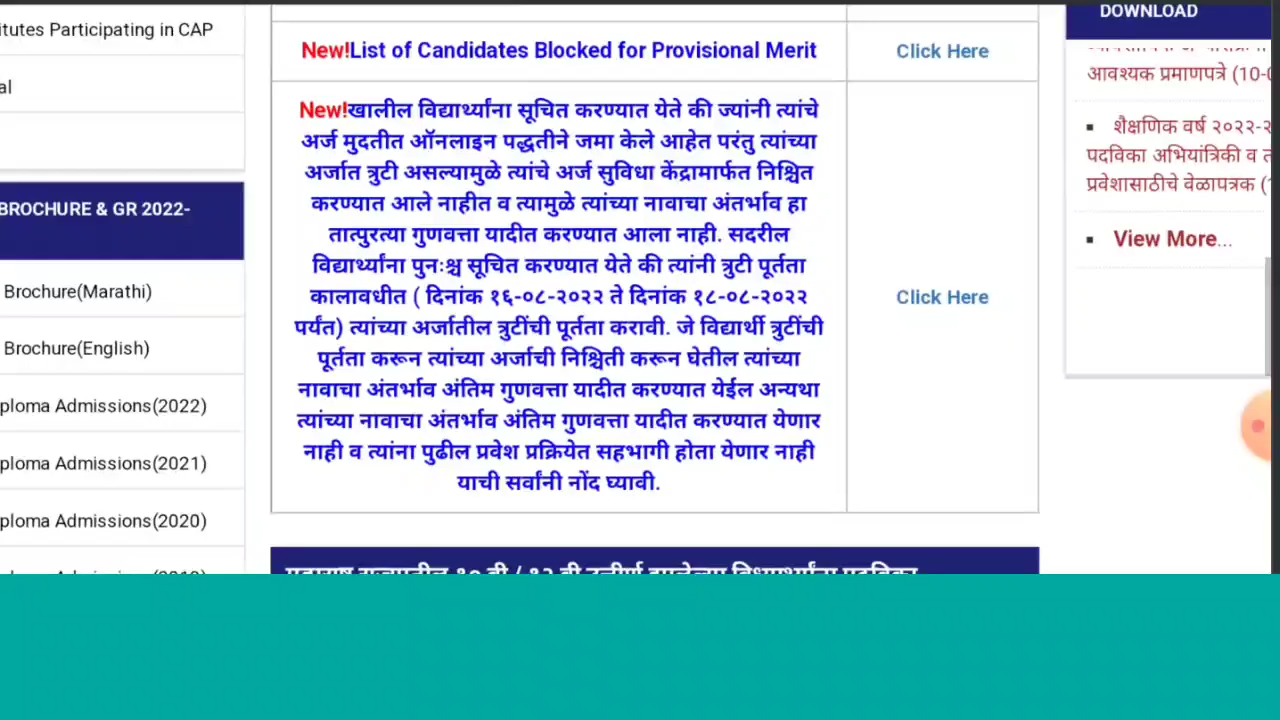 itutes Participating in CAP
al
BROCHURE & GR 2022-
Brochure(Marathi)
Brochure(English)
ploma Admissions(2022)
ploma Admissions(2021)
ploma Admissions(2020)
New!List of Candidates Blocked for Provisional Merit
Click Here
New!खालील विद्यार्थ्यांना सूचित करण्यात येते की ज्यांनी त्यांचे
अर्ज मुदतीत ऑनलाइन पद्धतीने जमा केले आहेत परंतु त्यांच्या
अर्जात त्रुटी असल्यामुळे त्यांचे अर्ज सुविधा केंद्रामार्फत निश्चित
करण्यात आले नाहीत व त्यामुळे त्यांच्या नावाचा अंतर्भाव हा
तात्पुरत्या गुणवत्ता यादीत करण्यात आला नाही. सदरील
विद्यार्थ्यांना पुनःश्च सूचित करण्यात येते की त्यांनी त्रुटी पूर्तता
कालावधीत ( दिनांक १६-०८-२०२२ ते दिनांक १८-०८-२०२२
पर्यंत) त्यांच्या अर्जातील त्रुटींची पूर्तता करावी. जे विद्यार्थी त्रुटींची
पूर्तता करून त्यांच्या अर्जाची निश्चिती करून घेतील त्यांच्या
नावाचा अंतर्भाव अंतिम गुणवत्ता यादीत करण्यात येईल अन्यथा
त्यांच्या नावाचा अंतर्भाव अंतिम गुणवत्ता यादीत करण्यात येणार
नाही व त्यांना पुढील प्रवेश प्रक्रियेत सहभागी होता येणार नाही
याची सर्वांनी नोंद घ्यावी.
Click Here
DOWNLOAD
आवश्यक प्रमाणपत्रे (10-
शैक्षणिक वर्ष २०२२-२
पदविका अभियांत्रिकी व
प्रवेशासाठीचे वेळापत्रक (
View More...